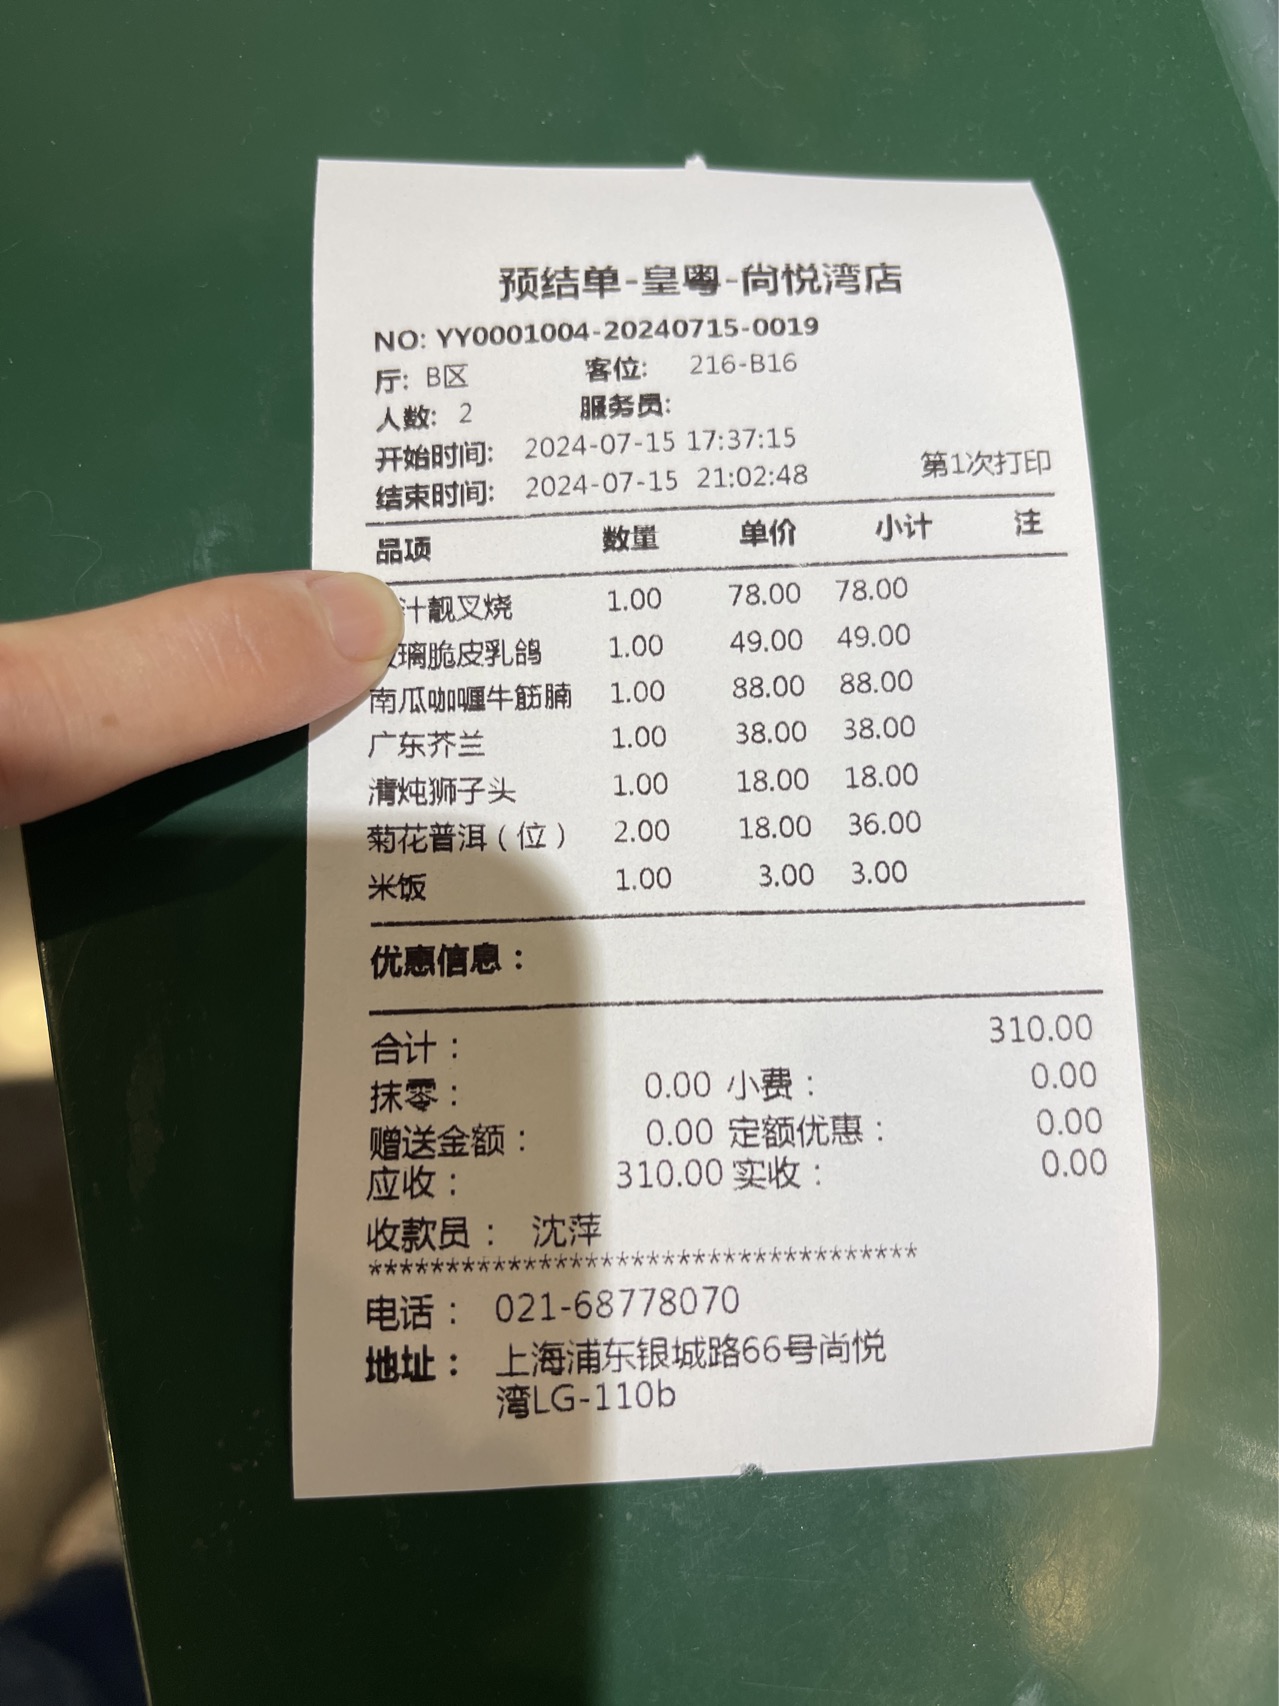 预结单-皇粤-尚悦湾店
NO: YY0001004-20240715-0019
厅: B区 客位: 216-B16
人数: 2 服务员:
开始时间: 2024-07-15 17:37:15
结束时间: 2024-07-15 21:02:48 第1次打印
品项 数量 单价 小计 注
汁靓叉烧 1.00 78.00 78.00
璃脆皮乳鸽 1.00 49.00 49.00
南瓜咖喱牛筋腩 1.00 88.00 88.00
广东芥兰 1.00 38.00 38.00
清炖狮子头 1.00 18.00 18.00
菊花普洱(位) 2.00 18.00 36.00
米饭 1.00 3.00 3.00
优惠信息:
合计: 310.00
抹零: 0.00 小费: 0.00
赠送金额: 0.00 定额优惠: 0.00
应收: 310.00 实收: 0.00
收款员: 沈萍
************************************
电话: 021-68778070
地址: 上海浦东银城路66号尚悦
湾LG-110b